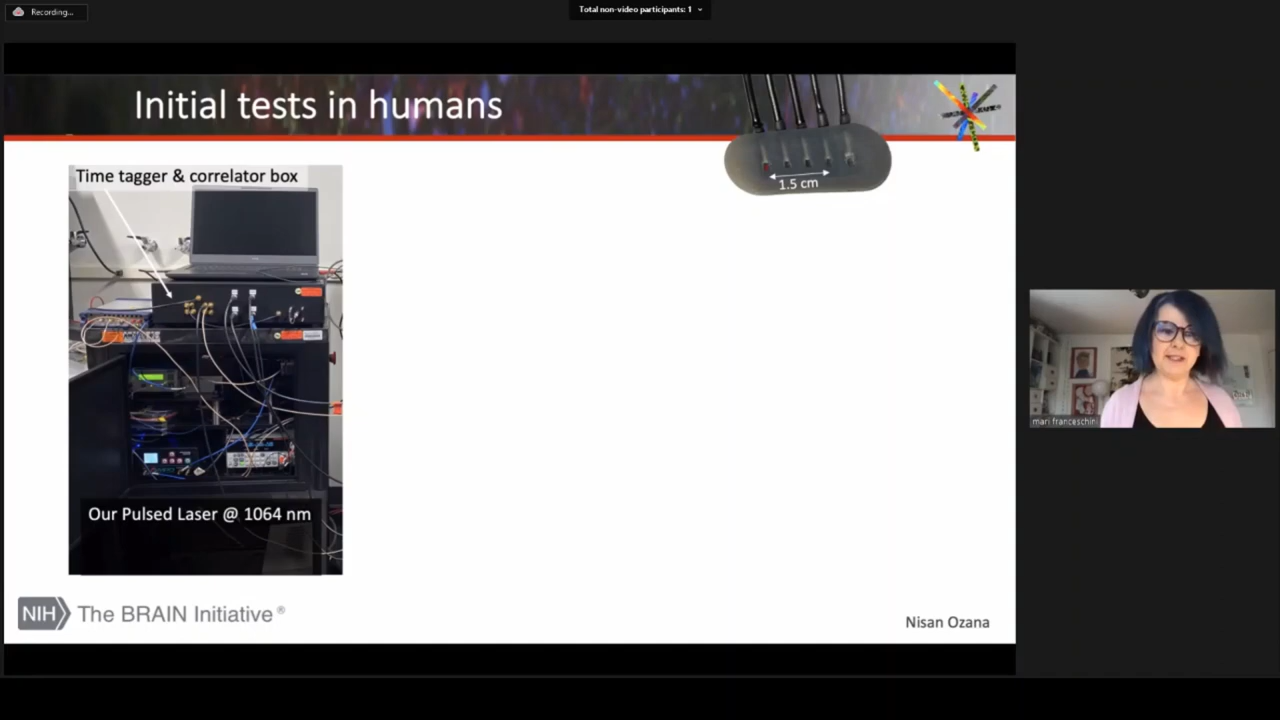 Recording...
Total non-video participants: 1
Initial tests in humans
1.5 cm
Time tagger & correlator box
Our Pulsed Laser @ 1064 nm
NIH The BRAIN Initiative®
Nisan Ozana
mari franceschini